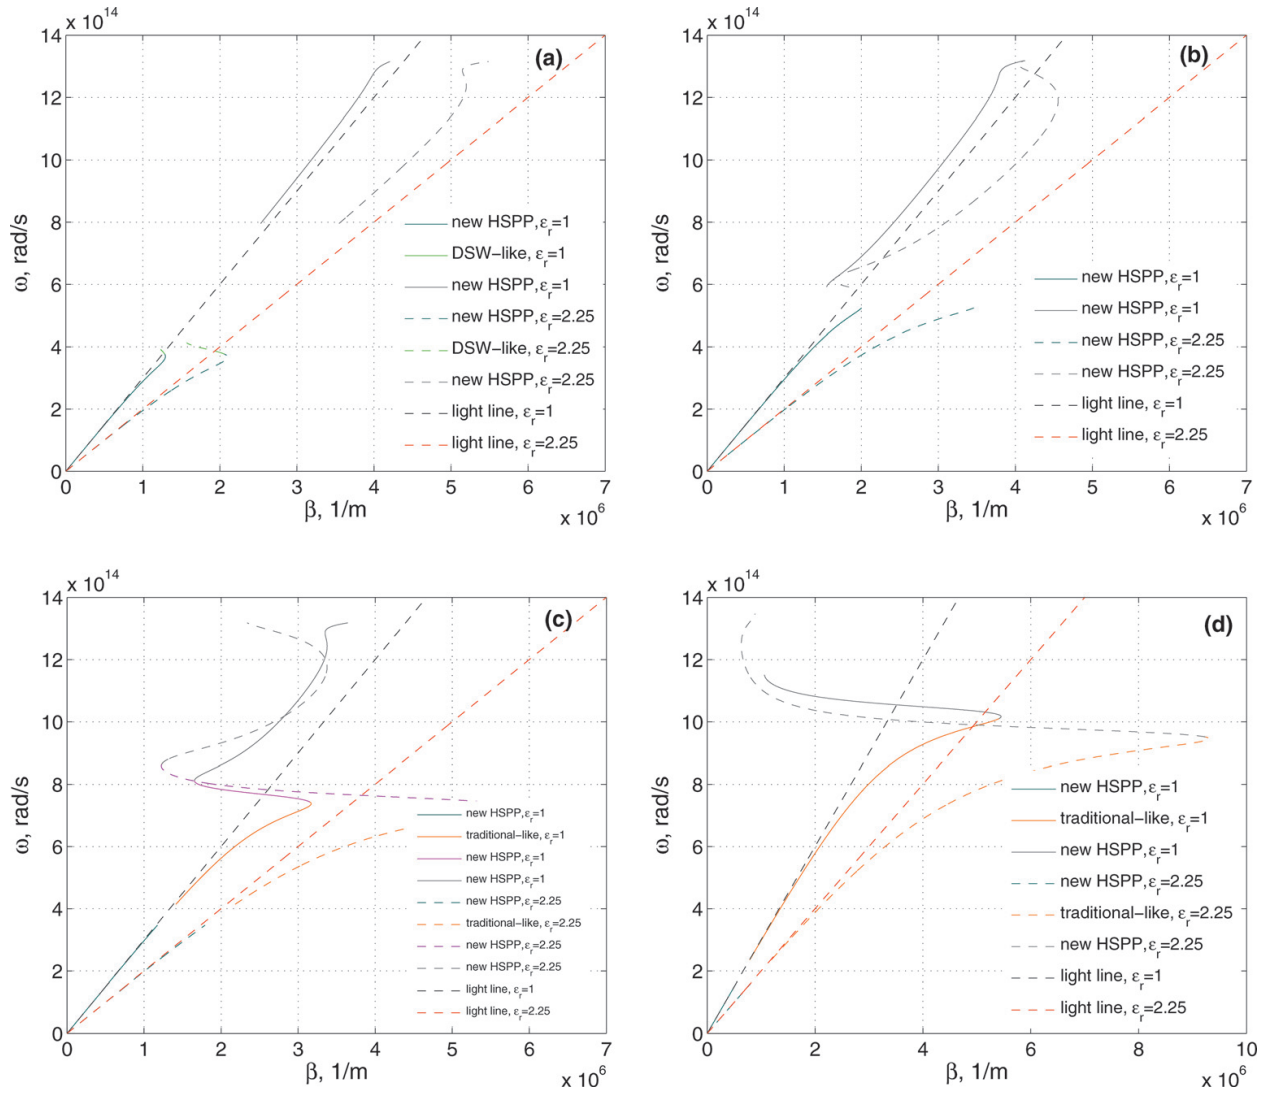 x 10^14
(a)
14
12
10
8
6
4
2
0
ω, rad/s
new HSPP,ε_r=1
DSW-like, ε_r=1
new HSPP, ε_r=1
new HSPP, ε_r=2.25
DSW-like, ε_r=2.25
new HSPP, ε_r=2.25
light line, ε_r=1
light line, ε_r=2.25
0 1 2 3 4 5 6 7
β, 1/m
x 10^6
x 10^14
(b)
14
12
10
8
6
4
2
0
ω, rad/s
new HSPP,ε_r=1
new HSPP, ε_r=1
new HSPP, ε_r=2.25
new HSPP, ε_r=2.25
light line, ε_r=1
light line, ε_r=2.25
0 1 2 3 4 5 6 7
β, 1/m
x 10^6
x 10^14
(c)
14
12
10
8
6
4
2
0
ω, rad/s
new HSPP,ε_r=1
traditional-like, ε_r=1
new HSPP,ε_r=1
new HSPP,ε_r=1
new HSPP,ε_r=2.25
traditional-like, ε_r=2.25
new HSPP,ε_r=2.25
new HSPP,ε_r=2.25
light line, ε_r=1
light line, ε_r=2.25
0 1 2 3 4 5 6 7
β, 1/m
x 10^6
x 10^14
(d)
14
12
10
8
6
4
2
0
ω, rad/s
new HSPP,ε_r=1
traditional-like, ε_r=1
new HSPP, ε_r=1
new HSPP, ε_r=2.25
traditional-like, ε_r=2.25
new HSPP, ε_r=2.25
light line, ε_r=1
light line, ε_r=2.25
0 2 4 6 8 10
β, 1/m
x 10^6